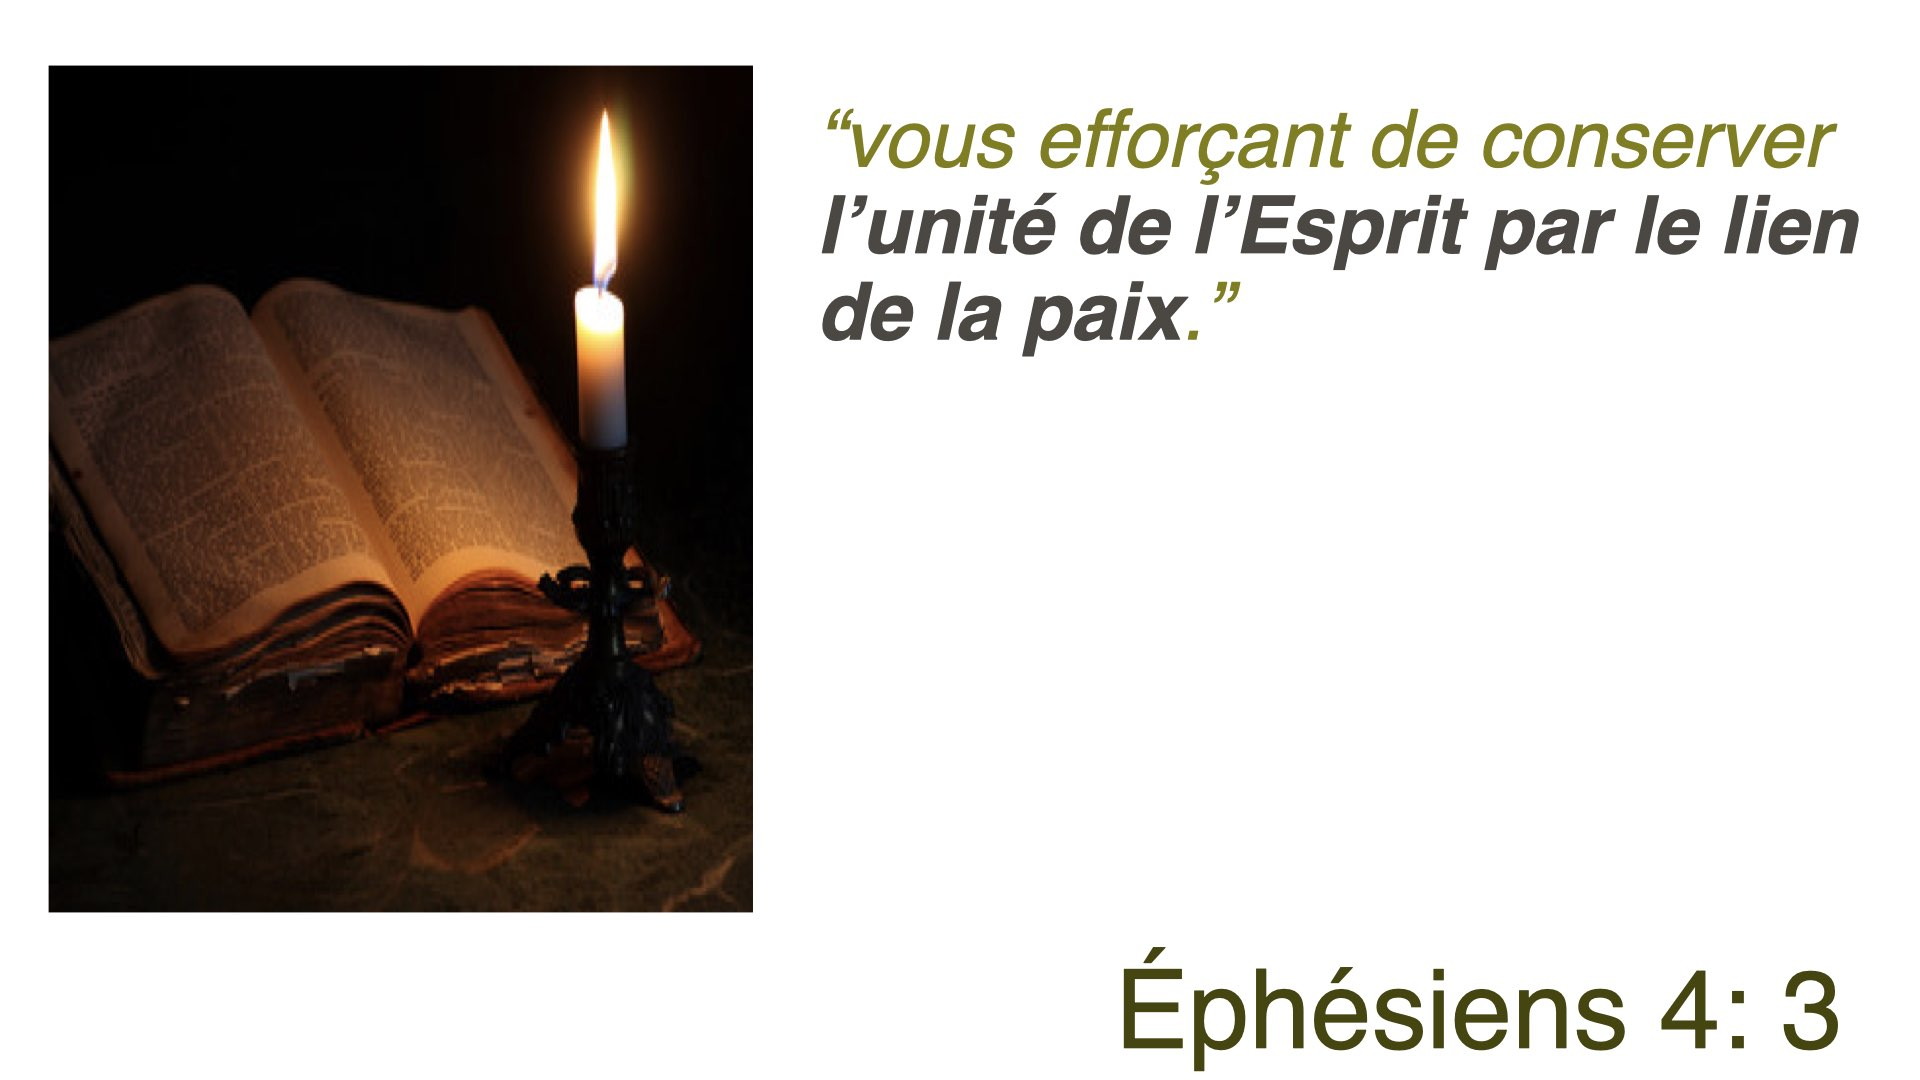 “vous efforçant de conserver
l’unité de l’Esprit par le lien
de la paix.”
Éphésiens 4: 3